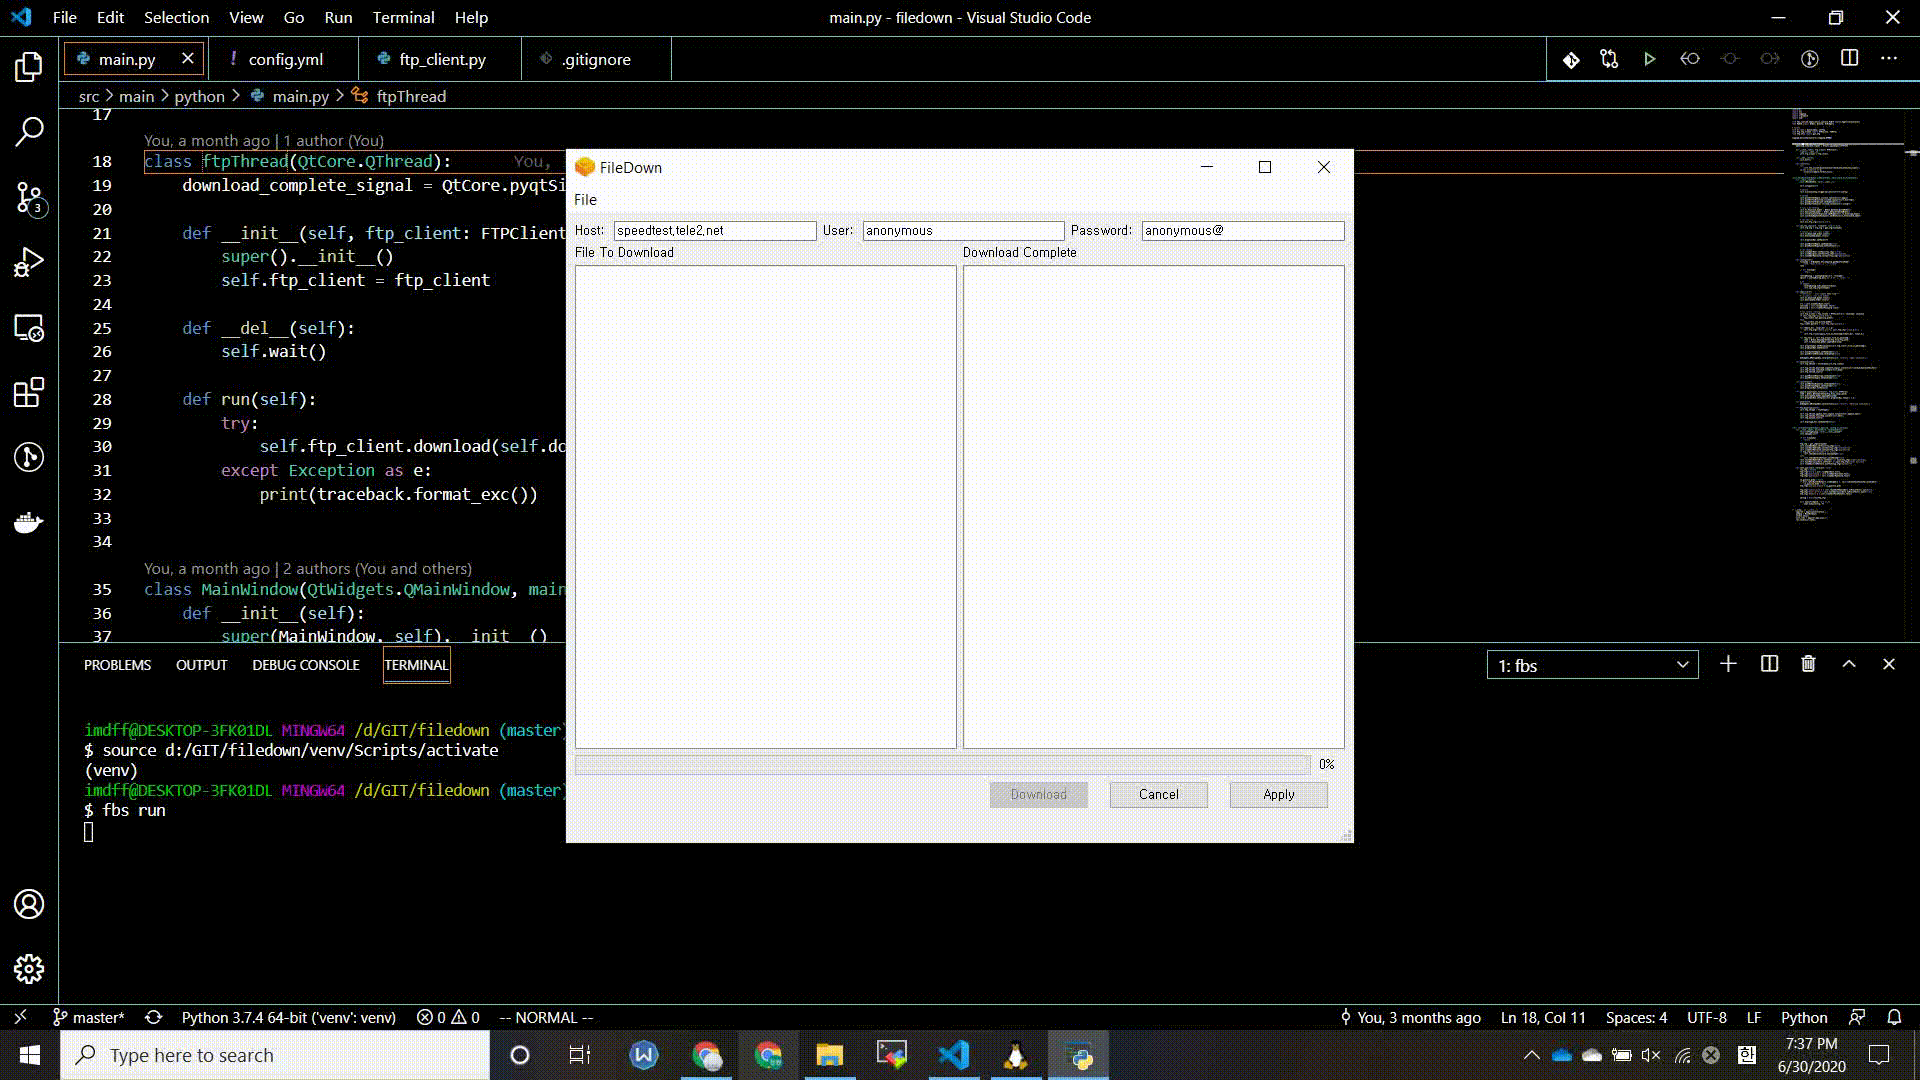 File Edit Selection View Go Run Terminal Help
main.py - filedown - Visual Studio Code
main.py
config.yml
ftp_client.py
.gitignore
src > main > python > main.py > ftpThread
17
You, a month ago | 1 author (You)
18 class ftpThread(QtCore.QThread): You,
19 download_complete_signal = QtCore.pyqtSi
20
21 def __init__(self, ftp_client: FTPClient
22 super().__init__()
23 self.ftp_client = ftp_client
24
25 def __del__(self):
26 self.wait()
27
28 def run(self):
29 try:
30 self.ftp_client.download(self.do
31 except Exception as e:
32 print(traceback.format_exc())
33
34
You, a month ago | 2 authors (You and others)
35 class MainWindow(QtWidgets.QMainWindow, main
36 def __init__(self):
37 super(MainWindow, self).__init__()
FileDown
File
Host: speedtest.tele2.net User: anonymous Password: anonymous@
File To Download
Download Complete
0%
Download Cancel Apply
PROBLEMS OUTPUT DEBUG CONSOLE TERMINAL
1: fbs
imdff@DESKTOP-3FK01DL MINGW64 /d/GIT/filedown (master)
$ source d:/GIT/filedown/venv/Scripts/activate
(venv)
imdff@DESKTOP-3FK01DL MINGW64 /d/GIT/filedown (master)
$ fbs run
3
master* Python 3.7.4 64-bit ('venv': venv) 0 0 -- NORMAL --
You, 3 months ago Ln 18, Col 11 Spaces: 4 UTF-8 LF Python
Type here to search
한
7:37 PM
6/30/2020